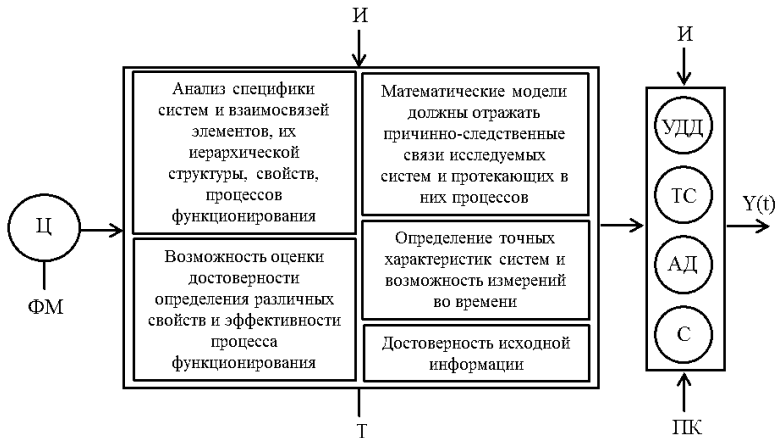 И
И
Ц
ФМ
Анализ специфики
систем и взаимосвязей
элементов, их
иерархической
структуры, свойств,
процессов
функционирования
Возможность оценки
достоверности
определения различных
свойств и эффективности
процесса
функционирования
Математические модели
должны отражать
причинно-следственные
связи исследуемых
систем и протекающих в
них процессов
Определение точных
характеристик систем и
возможность измерений
во времени
Достоверность исходной
информации
Т
УДД
ТС
АД
С
Y(t)
ПК